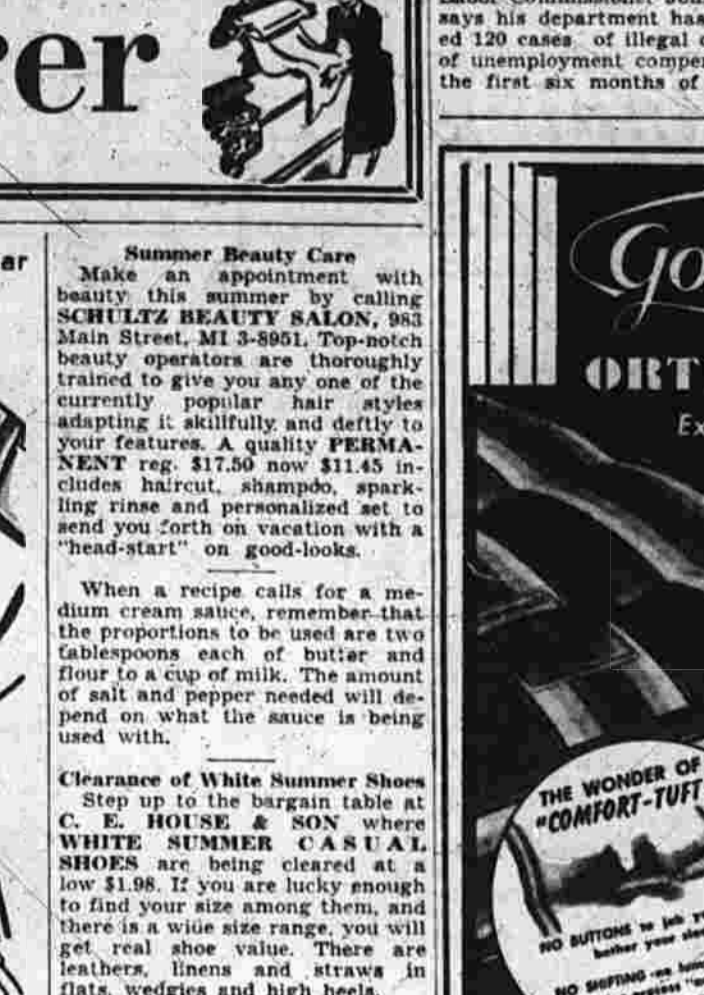 rer
says his department has
ed 120 cases of illegal
of unemployment
the first six months of
ar
Summer Beauty Care
Make an appointment with
beauty this summer by calling
SCHULTZ BEAUTY SALON, 983
Main Street, MI 3-8951. Top-notch
beauty operators are thoroughly
trained to give you any one of the
currently popular hair styles
adapting it skillfully and deftly to
your features. A quality PERMA-
NENT reg. $17.50 now $11.45 in-
cludes haircut, shampoo, spark-
ling rinse and personalized set to
send you forth on vacation with a
"head-start" on good-looks.
When a recipe calls for a me-
dium cream sauce, remember that
the proportions to be used are two
tablespoons each of butter and
flour to a cup of milk. The amount
of salt and pepper needed will de-
pend on what the sauce is being
used with.
Clearance of White Summer Shoes
Step up to the bargain table at
C. E. HOUSE & SON where
WHITE SUMMER CASUAL
SHOES are being cleared at a
low $1.98. If you are lucky enough
to find your size among them, and
there is a wide size range, you will
get real shoe value. There are
leathers, linens and straws in
flats, wedgies and high heels.
Go
ORT
Ex
THE WONDER OF
"COMFORT-TUFT
NO BUTTONS to
bother your
NO SHIFTING